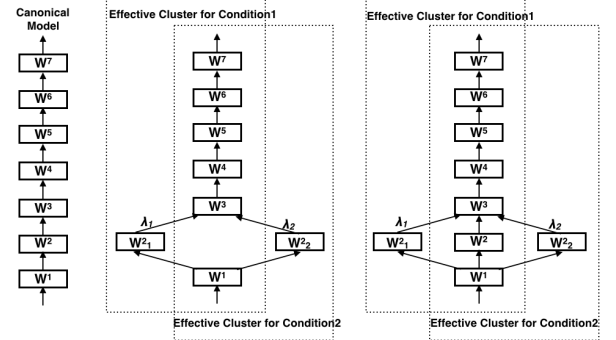 Canonical
Model
W⁷
W⁶
W⁵
W⁴
W³
W²
W¹
Effective Cluster for Condition1
W⁷
W⁶
W⁵
W⁴
W³
λ₁
λ₂
W²₁
W²₂
W¹
Effective Cluster for Condition2
Effective Cluster for Condition1
W⁷
W⁶
W⁵
W⁴
W³
λ₁
λ₂
W²₁
W²
W²₂
W¹
Effective Cluster for Condition2